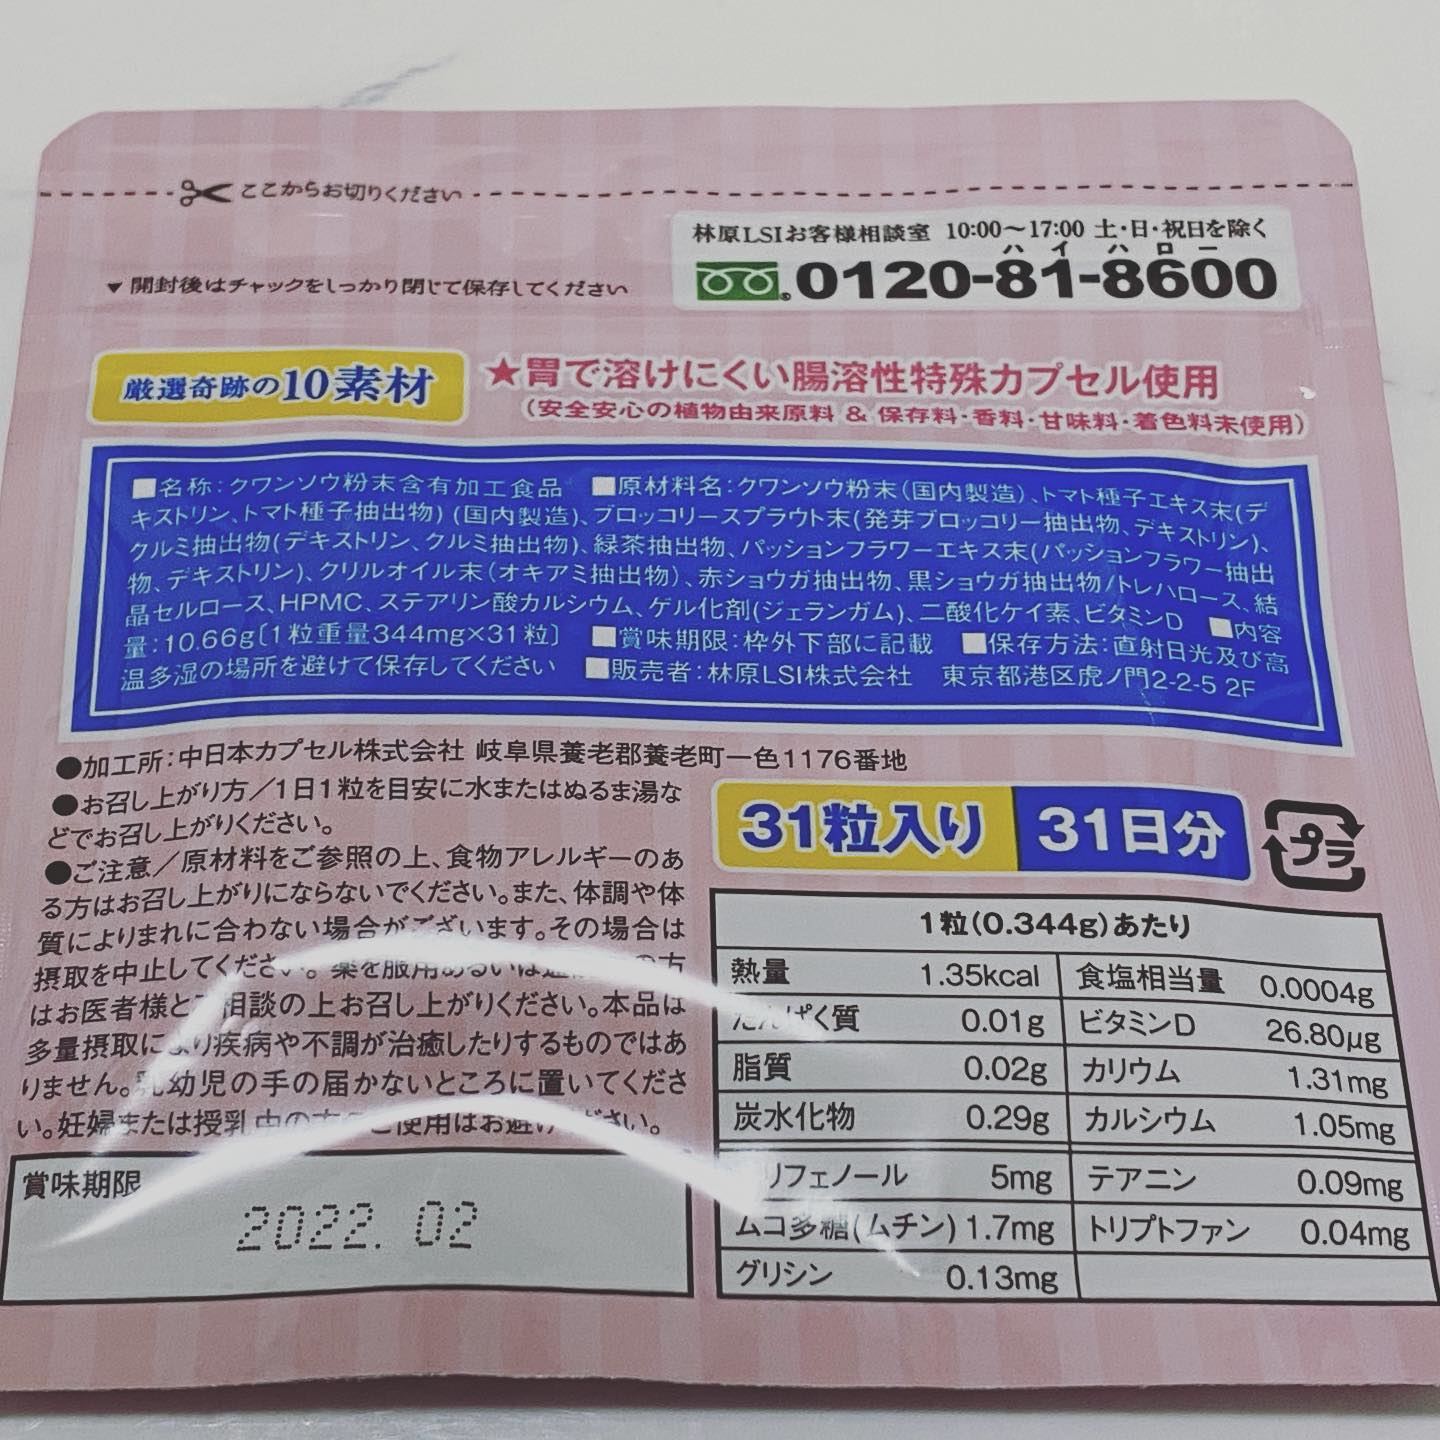 ここからお切りください
林原LSIお客様相談室 10:00～17:00 土・日・祝日を除く
ハイ ハロー
0120-81-8600
▼開封後はチャックをしっかり閉じて保存してください
厳選奇跡の10素材
★胃で溶けにくい腸溶性特殊カプセル使用
(安全安心の植物由来原料 & 保存料・香料・甘味料・着色料未使用)
■名称：クワンソウ粉末含有加工食品 ■原材料名：クワンソウ粉末(国内製造)、トマト種子エキス末(デ
キストリン、トマト種子抽出物)(国内製造)、ブロッコリースプラウト末(発芽ブロッコリー抽出物、デキストリン)、
クルミ抽出物(デキストリン、クルミ抽出物)、緑茶抽出物、パッションフラワーエキス末(パッションフラワー抽出
物、デキストリン)、クリルオイル末(オキアミ抽出物)、赤ショウガ抽出物、黒ショウガ抽出物/トレハロース、結
晶セルロース、HPMC、ステアリン酸カルシウム、ゲル化剤(ジェランガム)、二酸化ケイ素、ビタミンD ■内容
量：10.66g〔1粒重量344mg×31粒〕 ■賞味期限：枠外下部に記載 ■保存方法：直射日光及び高
温多湿の場所を避けて保存してください ■販売者：林原LSI株式会社 東京都港区虎ノ門2-2-5 2F
●加工所：中日本カプセル株式会社 岐阜県養老郡養老町一色1176番地
●お召し上がり方／1日1粒を目安に水またはぬるま湯な
どでお召し上がりください。
●ご注意／原材料をご参照の上、食物アレルギーのあ
る方はお召し上がりにならないでください。また、体調や体
質によりまれに合わない場合がございます。その場合は
摂取を中止してください。薬を服用あるいは通の方
はお医者様とご相談の上お召し上がりください。本品は
多量摂取により疾病や不調が治癒したりするものではあ
りません。乳幼児の手の届かないところに置いてくださ
い。妊婦または授乳中の方のご使用はお避けください。
賞味期限
2022.02
31粒入り 31日分
プラ
1粒(0.344g)あたり
熱量 1.35kcal 食塩相当量 0.0004g
たんぱく質 0.01g ビタミンD 26.80μg
脂質 0.02g カリウム 1.31mg
炭水化物 0.29g カルシウム 1.05mg
リフェノール 5mg テアニン 0.09mg
ムコ多糖(ムチン) 1.7mg トリプトファン 0.04mg
グリシン 0.13mg